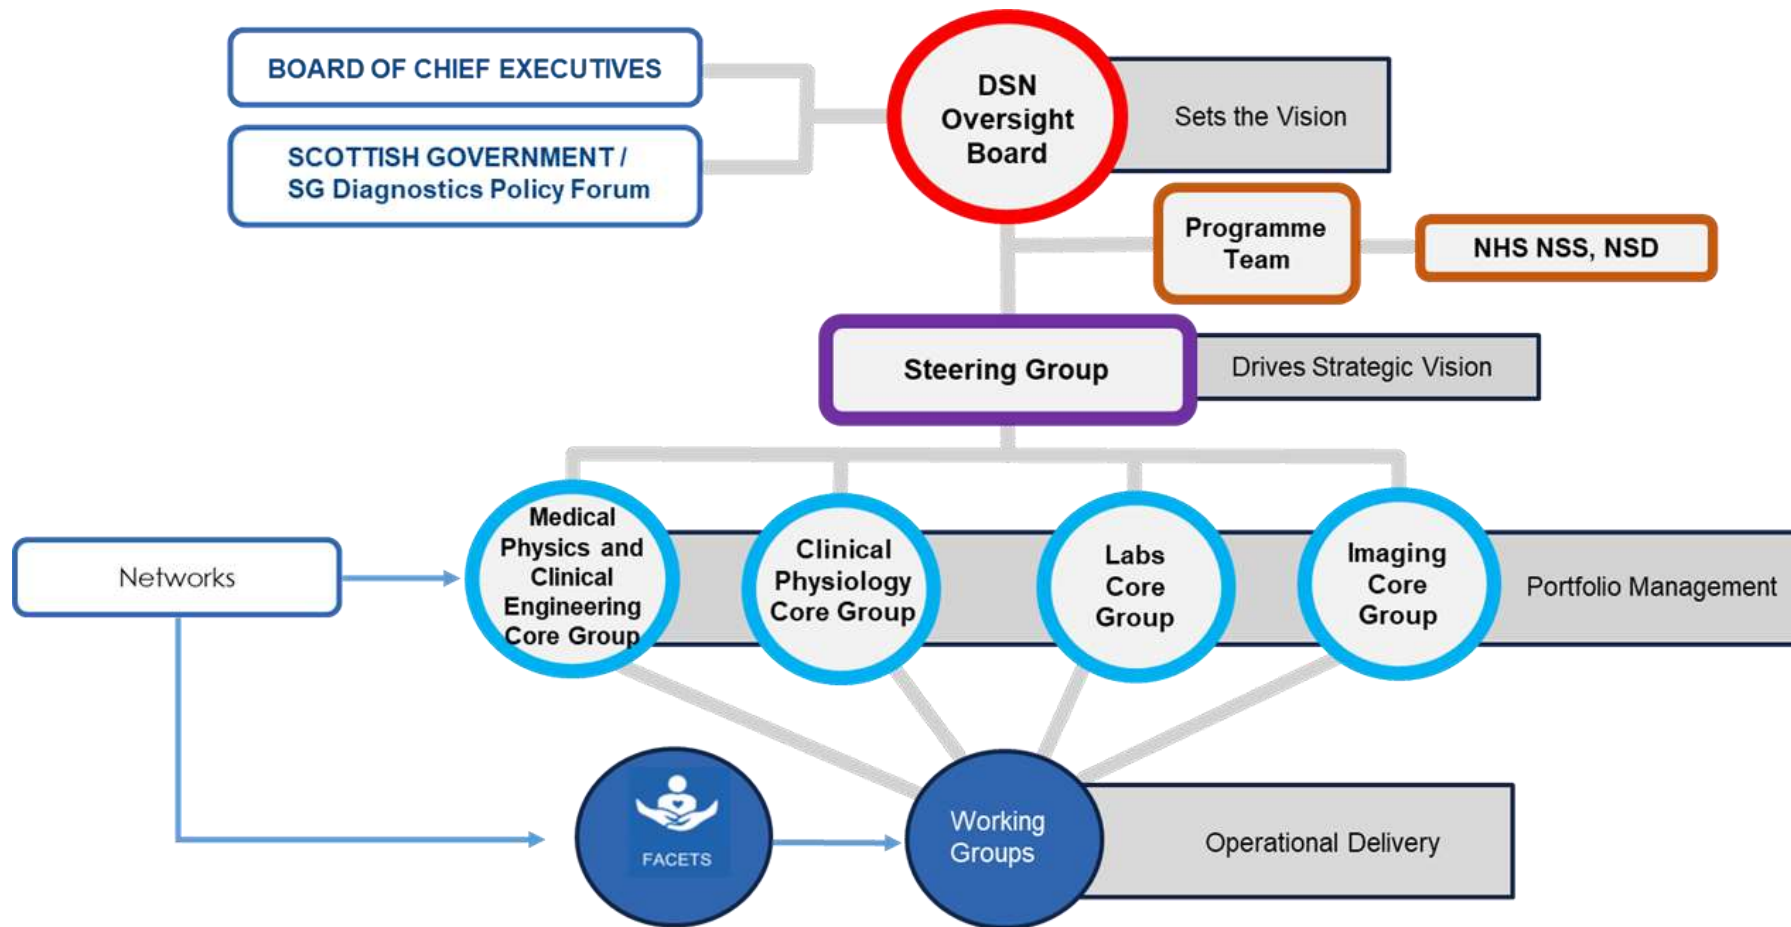 BOARD OF CHIEF EXECUTIVES
SCOTTISH GOVERNMENT /
SG Diagnostics Policy Forum
DSN
Oversight
Board
Sets the Vision
Programme
Team
NHS NSS, NSD
Steering Group
Drives Strategic Vision
Networks
Medical
Physics and
Clinical
Engineering
Core Group
Clinical
Physiology
Core Group
Labs
Core
Group
Imaging
Core
Group
Portfolio Management
FACETS
Working
Groups
Operational Delivery